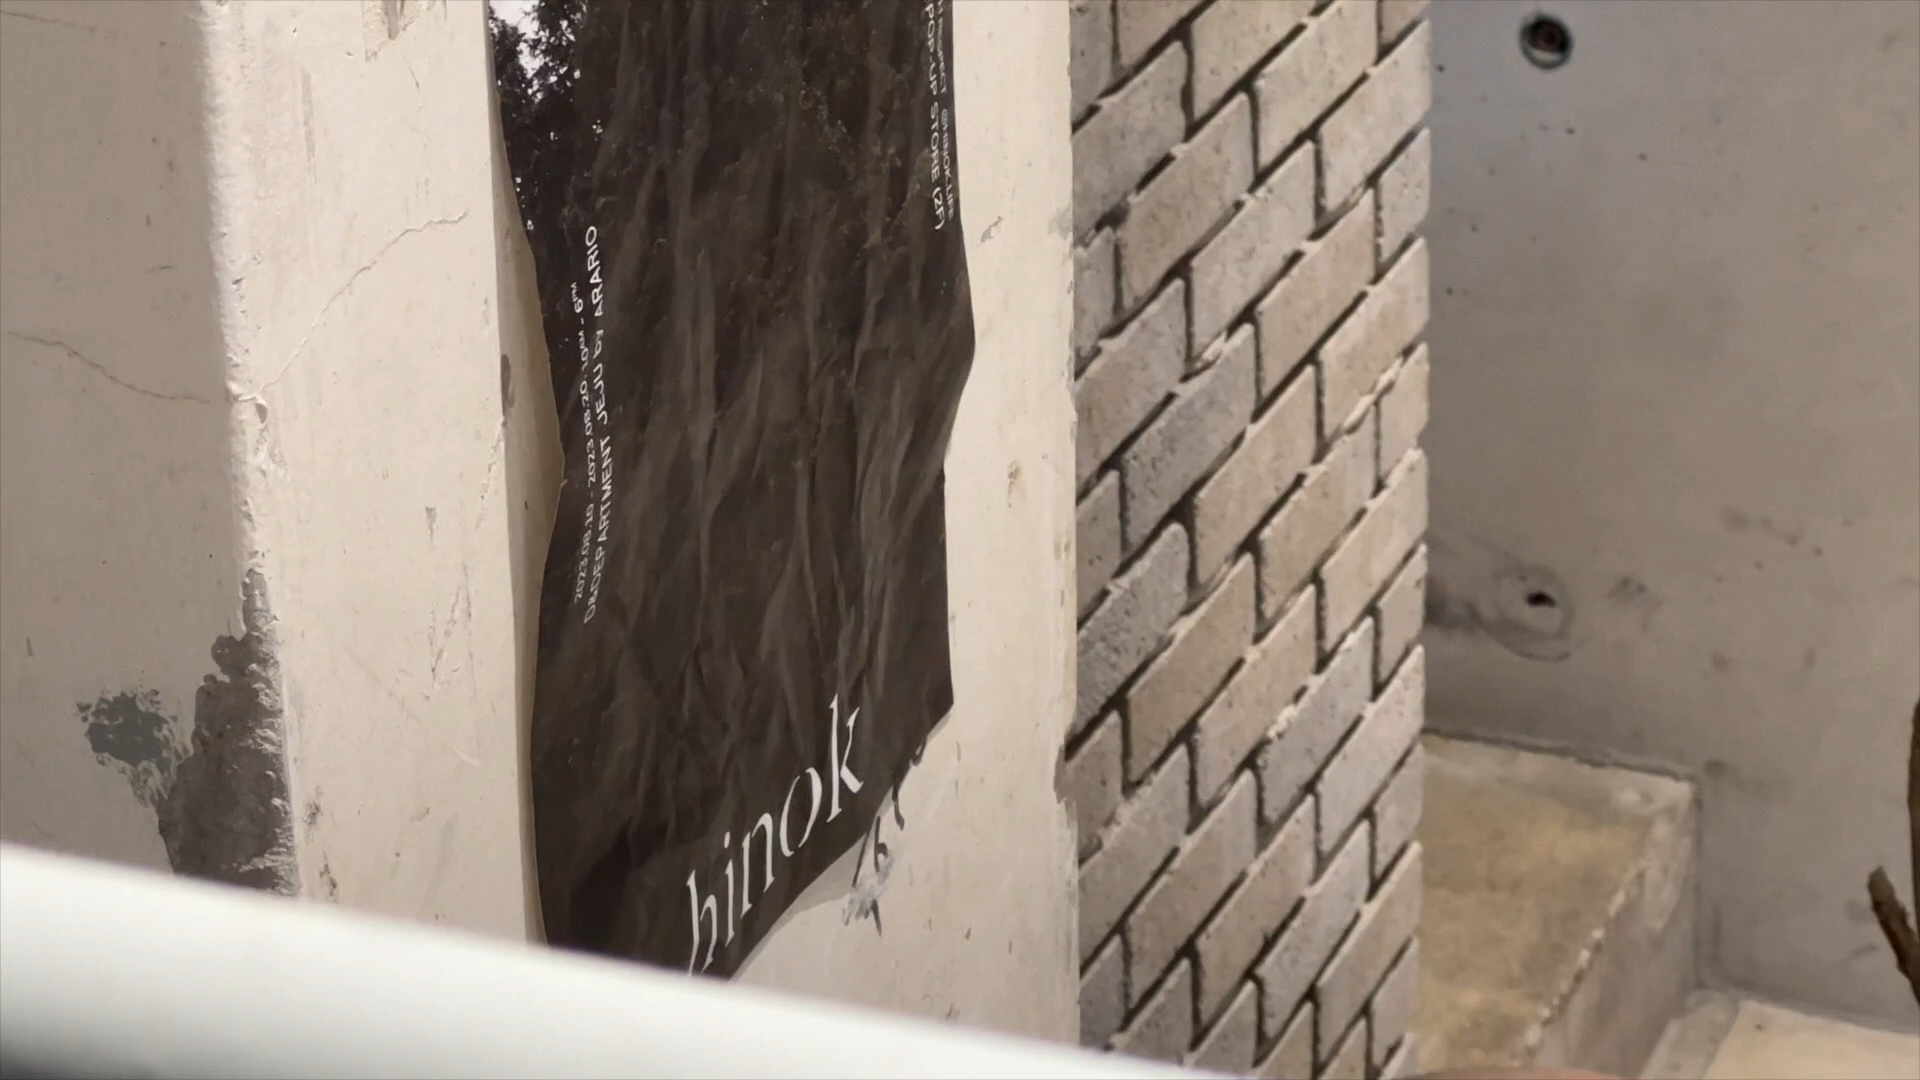 POP-UP STORE (2F)
2023.08.10 - 2023.08.20. 10AM - 6PM
D&DEPARTMENT JEJU by ARARIO
hinok